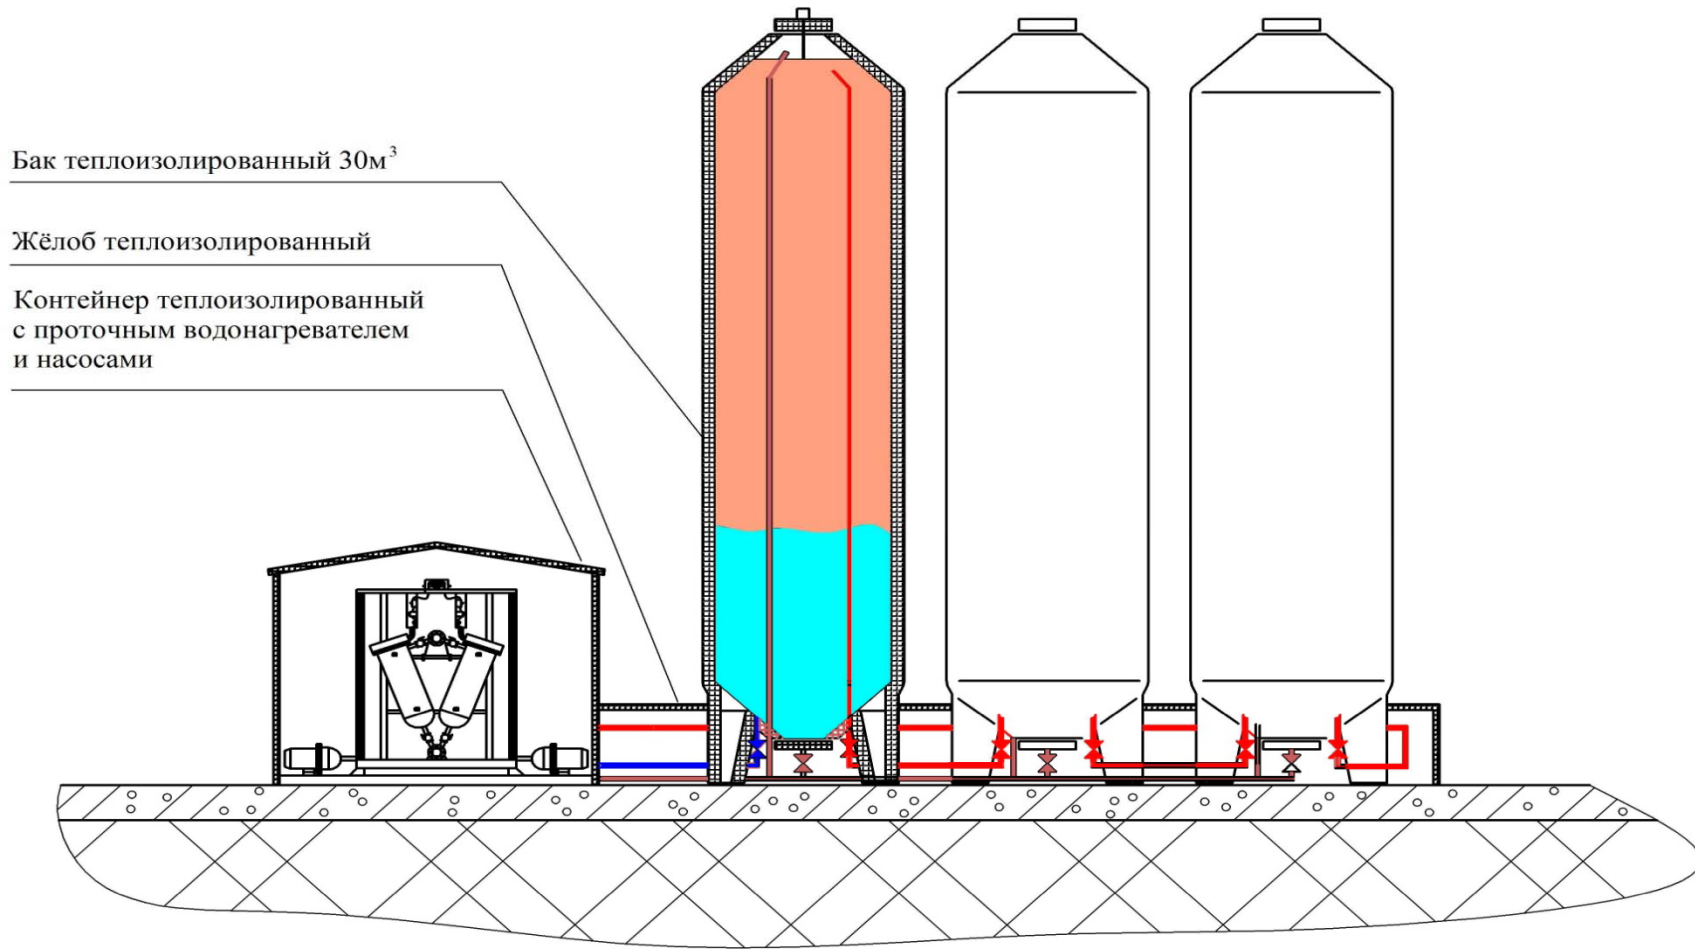 Бак теплоизолированный 30м³
Жёлоб теплоизолированный
Контейнер теплоизолированный
с проточным водонагревателем
и насосами